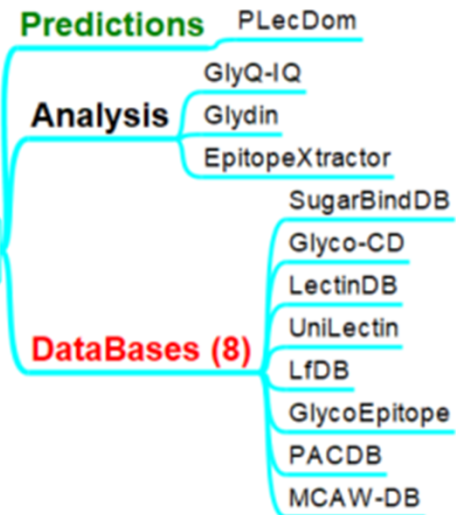 Predictions
PLecDom
Analysis
GlyQ-IQ
Glydin
EpitopeXtractor
DataBases (8)
SugarBindDB
Glyco-CD
LectinDB
UniLectin
LfDB
GlycoEpitope
PACDB
MCAW-DB